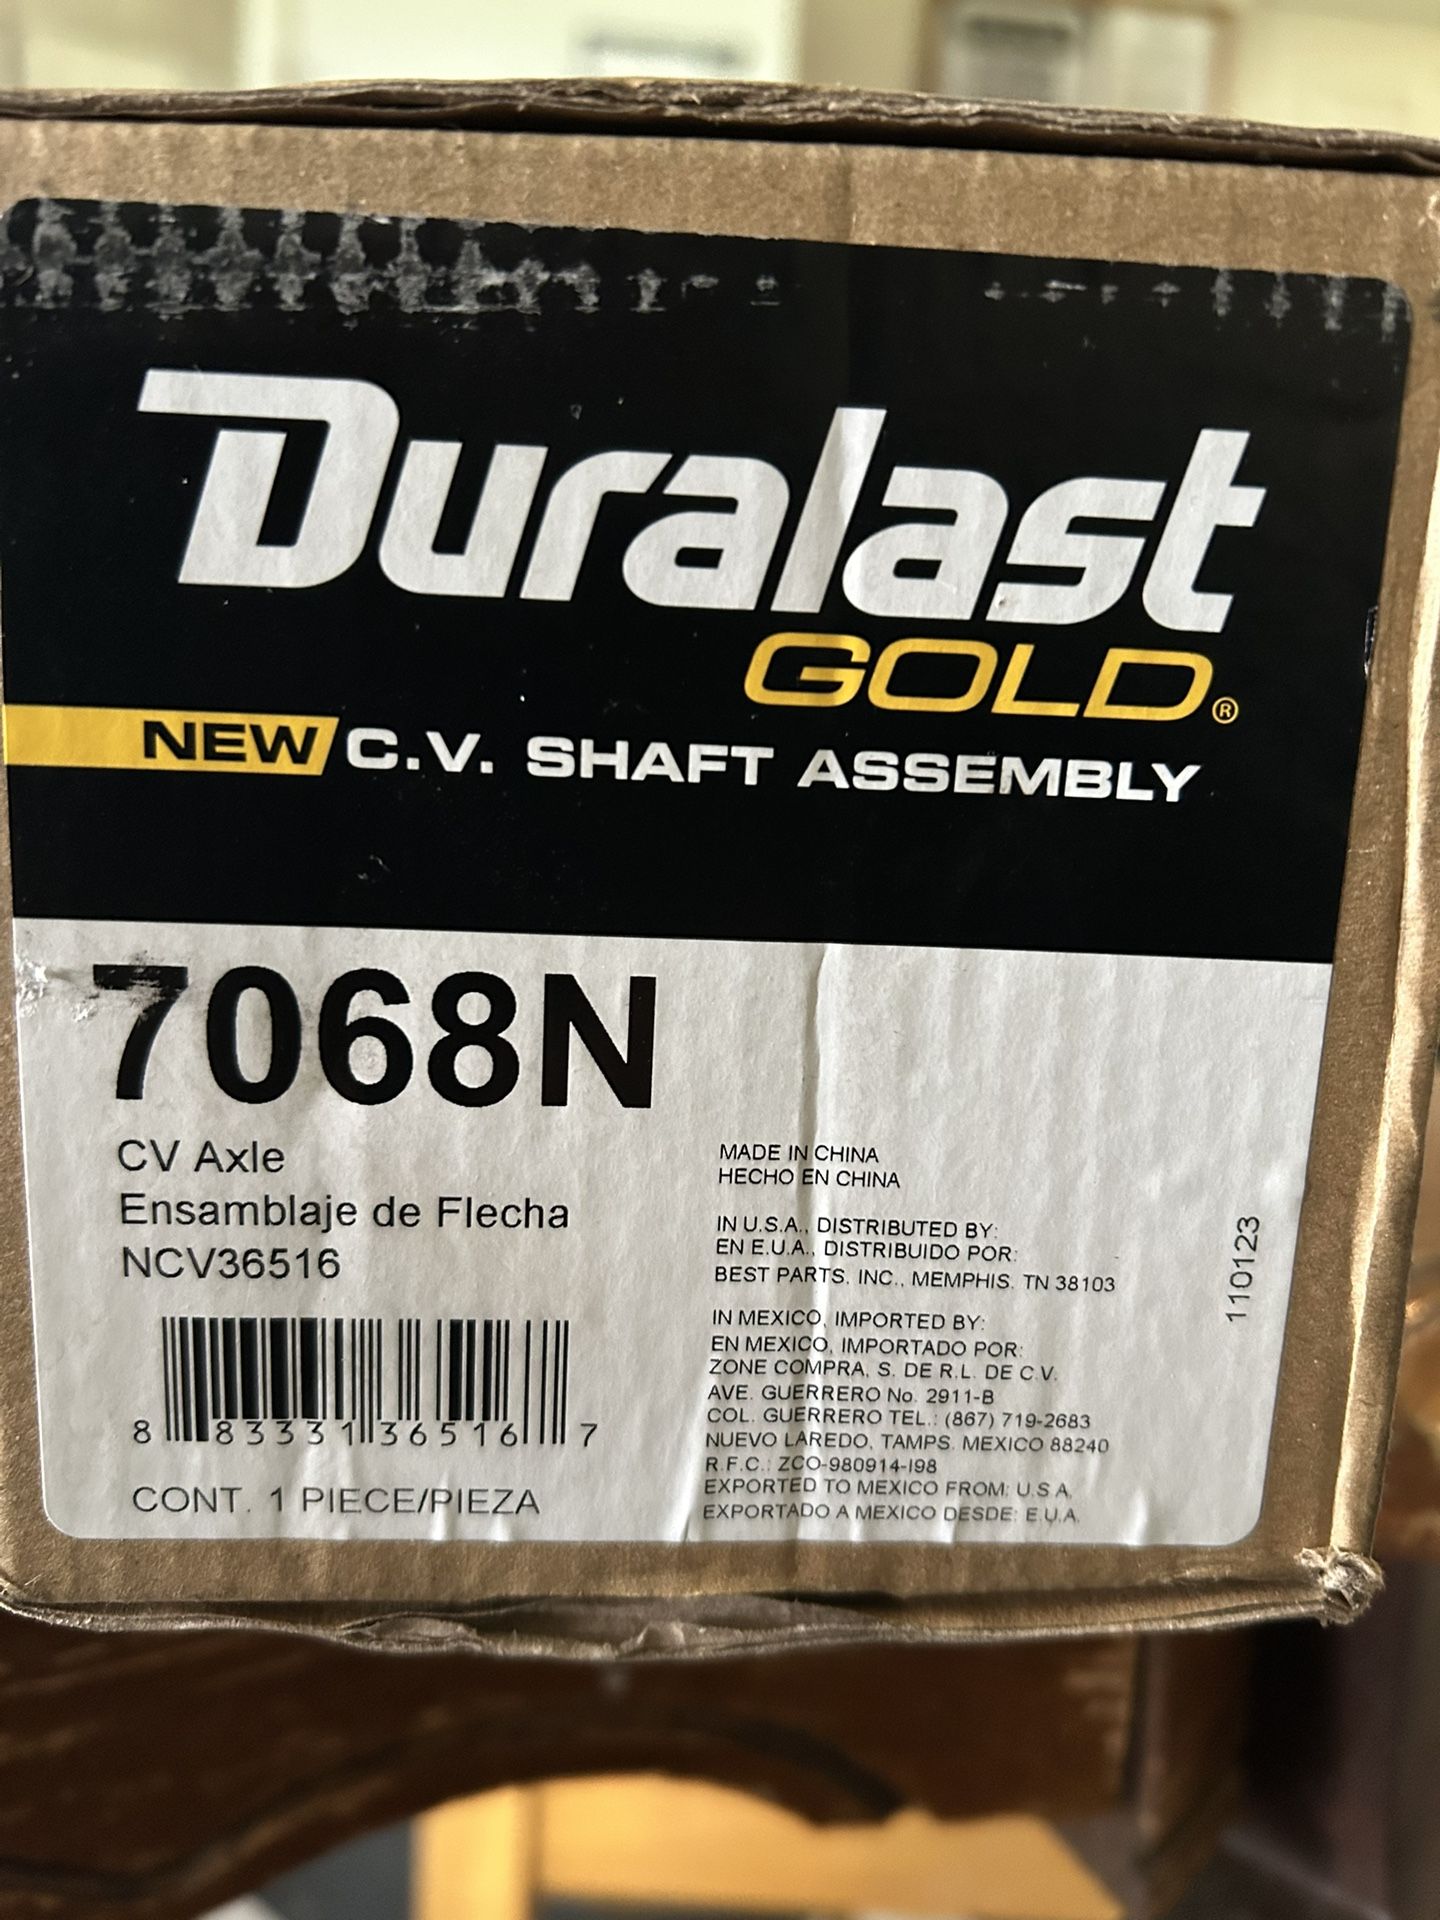 Duralast
GOLD®
NEW C.V. SHAFT ASSEMBLY
7068N
CV Axle
Ensamblaje de Flecha
NCV36516
8 83331 36516 7
CONT. 1 PIECE/PIEZA
MADE IN CHINA
HECHO EN CHINA
IN U.S.A., DISTRIBUTED BY:
EN E.U.A., DISTRIBUIDO POR:
BEST PARTS, INC., MEMPHIS, TN 38103
IN MEXICO, IMPORTED BY:
EN MEXICO, IMPORTADO POR:
ZONE COMPRA, S. DE R.L. DE C.V.
AVE. GUERRERO No. 2911-B
COL. GUERRERO TEL.: (867) 719-2683
NUEVO LAREDO, TAMPS. MEXICO 88240
R.F.C.: ZCO-980914-I98
EXPORTED TO MEXICO FROM: U.S.A.
EXPORTADO A MEXICO DESDE: E.U.A.
110123